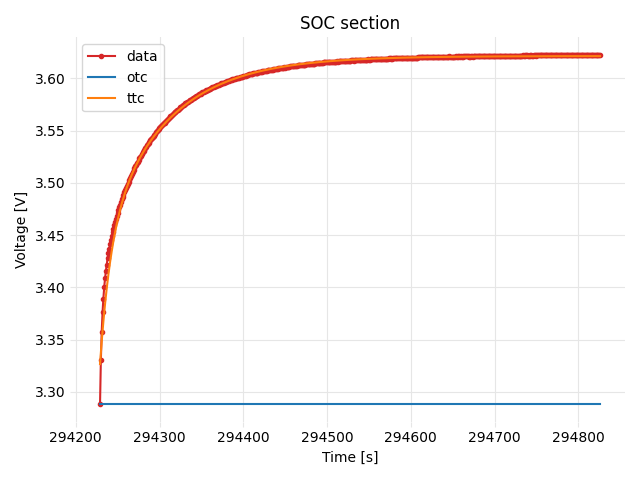 SOC section
data
otc
ttc
Voltage [V]
3.60
3.55
3.50
3.45
3.40
3.35
3.30
294200 294300 294400 294500 294600 294700 294800
Time [s]